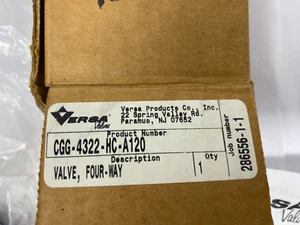 VERSA
Valves
Versa Products Co., Inc.
22 Spring Valley Rd.
Paramus, NJ 07652
Product Number
CGG-4322-HC-A120
Description
Qty
VALVE, FOUR-WAY
1
Job number
286556-1-1